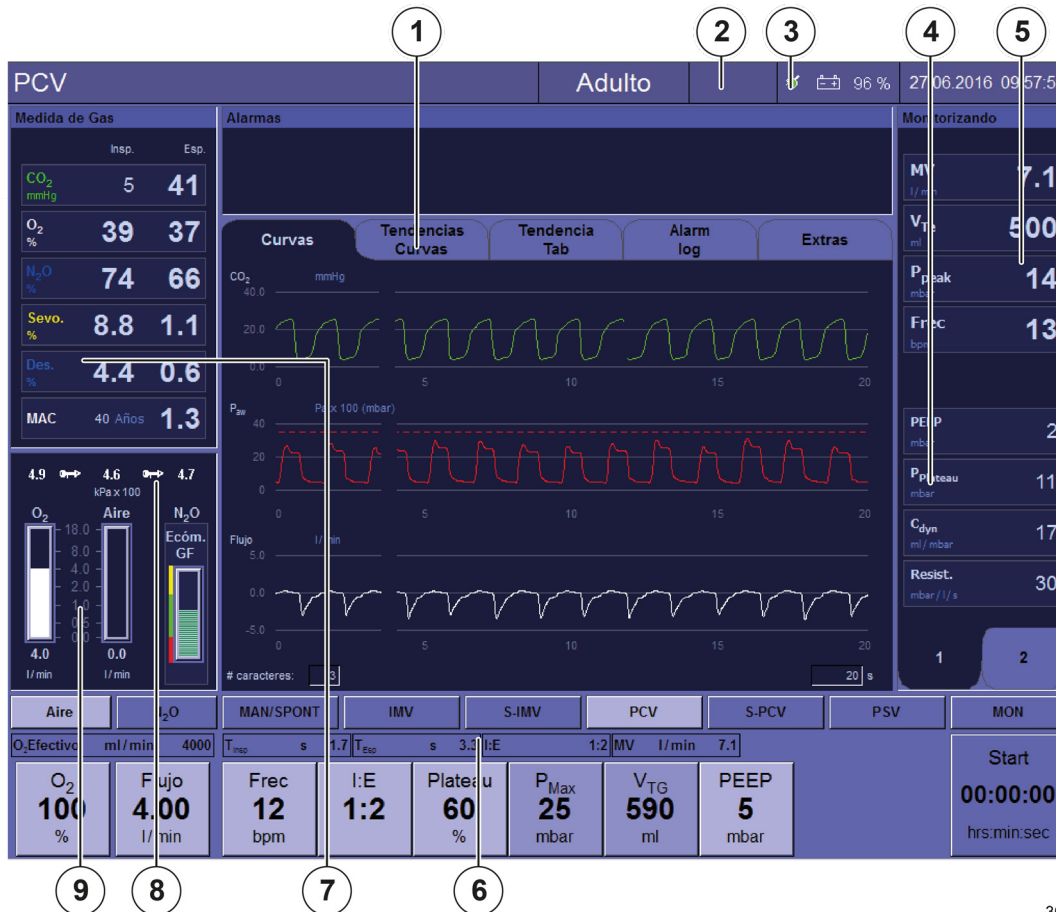 1 2 3 4 5
PCV Adulto 96 % 27.06.2016 09:57:5
Medida de Gas
Insp. Esp.
CO2 mmHg 5 41
O2 % 39 37
N2O % 74 66
Sevo. % 8.8 1.1
Des. % 4.4 0.6
MAC 40 Años 1.3
4.9 4.6 4.7
kPa x 100
O2 Aire N2O
18.0
8.0
4.0
2.0
1.0
0.5
0.0
Ecóm.
GF
4.0 0.0
l/min l/min
Alarmas
Curvas
Tendencias
Curvas
Tendencia
Tab
Alarm
log
Extras
CO2 mmHg
40.0
20.0
0.0
0 5 10 15 20
Paw Pa x 100 (mbar)
40
20
0
0 5 10 15 20
Flujo l/min
5.0
0.0
-5.0
0 5 10 15 20
# caracteres: 3 20 s
Monitorizando
MV l/min 7.1
VTe ml 500
Ppeak mbar 14
Frec bpm 13
PEEP mbar 2
PPlateau mbar 11
Cdyn ml/mbar 17
Resist. mbar/l/s 30
1 2
Aire N2O MAN/SPONT IMV S-IMV PCV S-PCV PSV MON
O2Efectivo ml/min 4000 TInsp s 1.7 TEsp s 3.3 I:E 1:2 MV l/min 7.1
O2
100
%
Flujo
4.00
l/min
Frec
12
bpm
I:E
1:2
Plateau
60
%
PMax
25
mbar
VTG
590
ml
PEEP
5
mbar
Start
00:00:00
hrs:min:sec
9 8 7 6